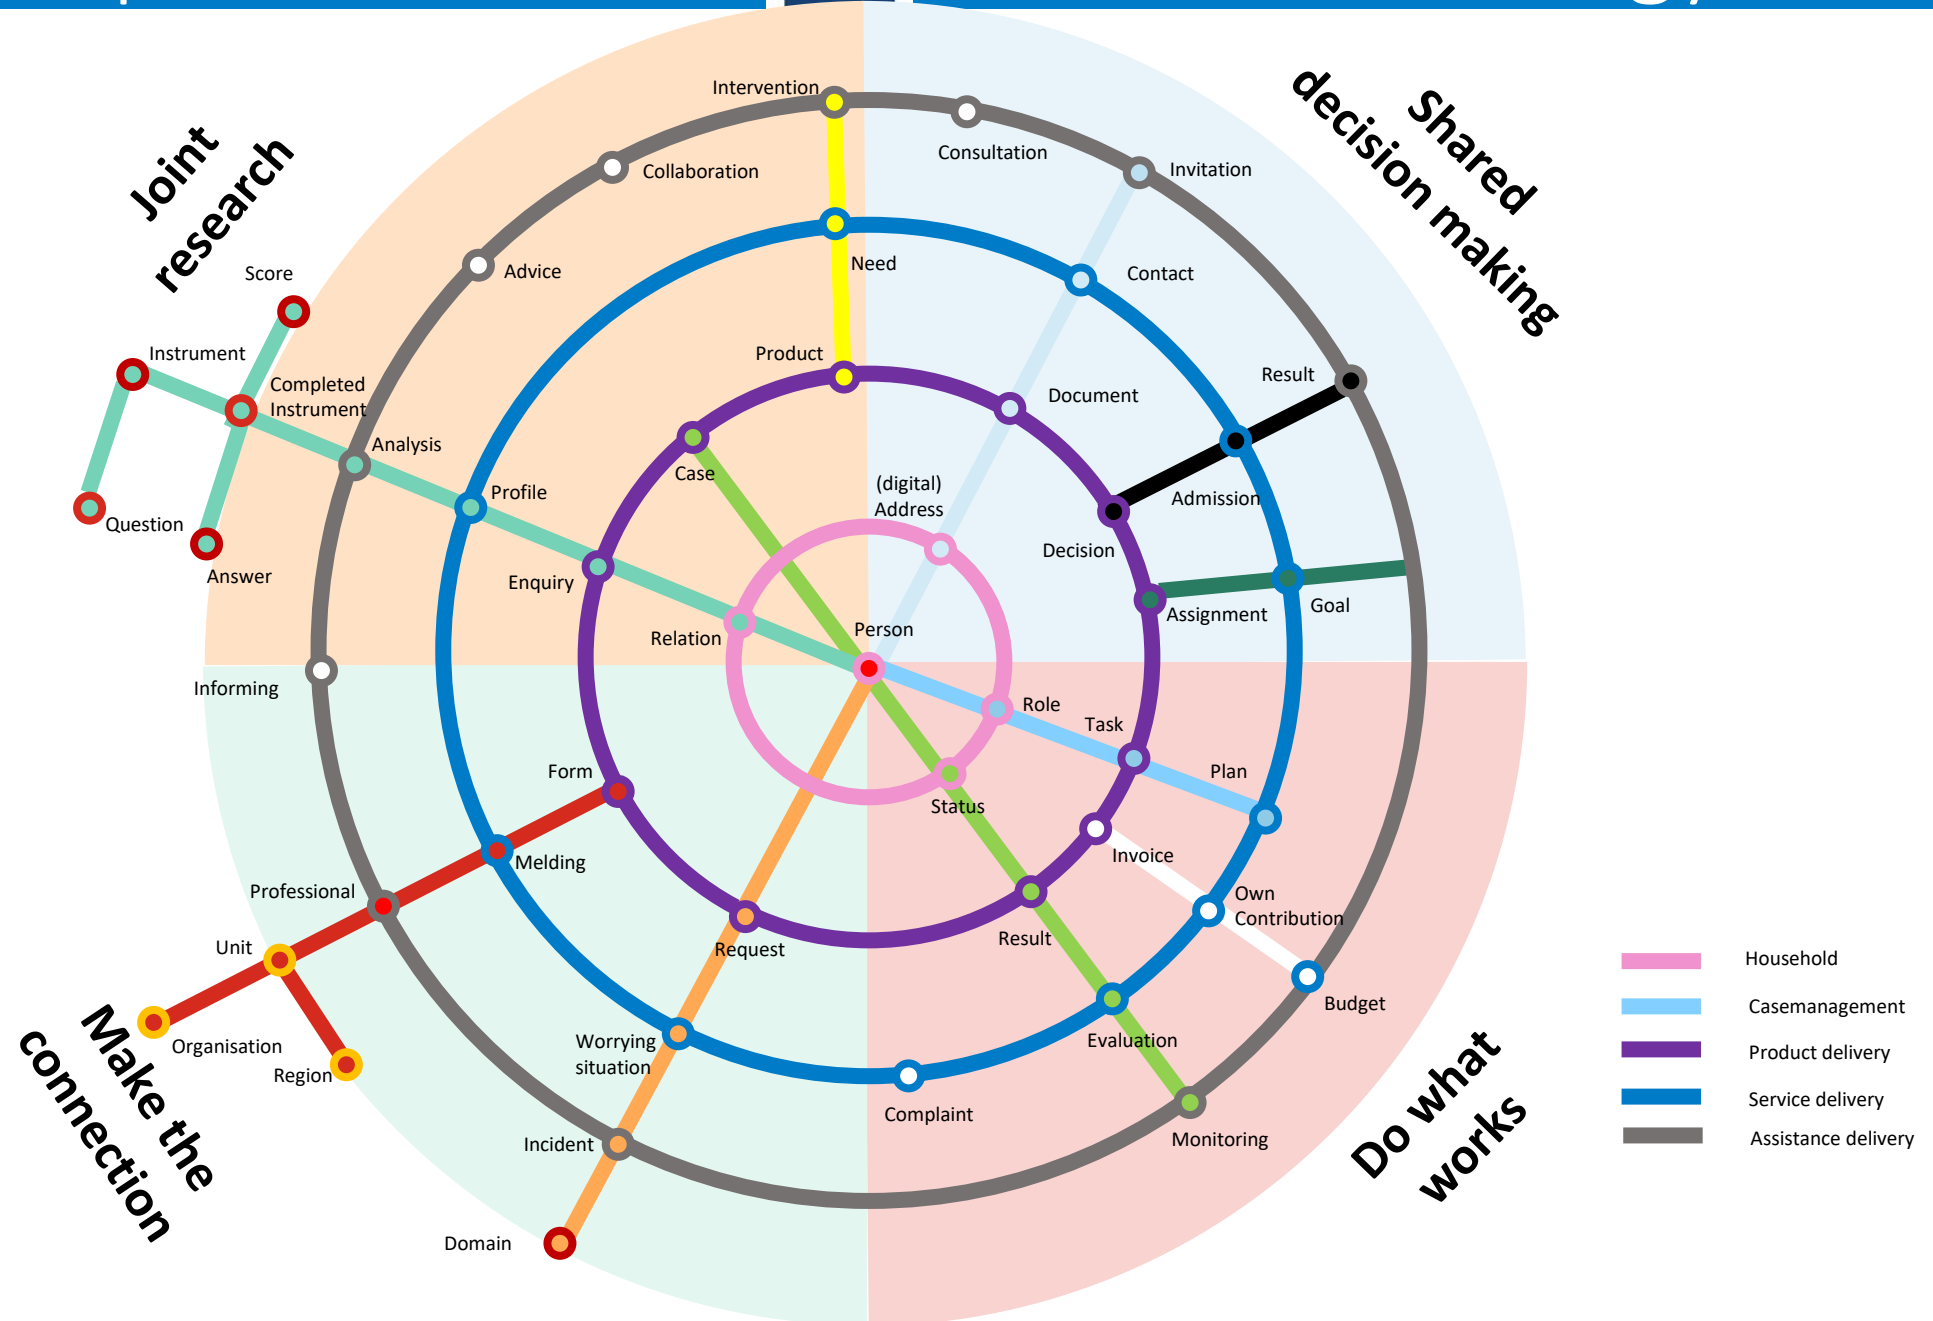 Joint
research
Shared
decision making
Intervention
Consultation
Collaboration
Invitation
Advice
Need
Contact
Score
Instrument
Completed
Instrument
Product
Result
Document
Analysis
Case
Profile
(digital)
Address
Admission
Question
Decision
Answer
Enquiry
Relation
Person
Assignment
Goal
Informing
Role
Task
Form
Plan
Status
Melding
Invoice
Professional
Own
Contribution
Unit
Request
Result
Budget
Organisation
Region
Worrying
situation
Evaluation
Complaint
Incident
Monitoring
Domain
Make the
connection
Do what
works
Household
Casemanagement
Product delivery
Service delivery
Assistance delivery